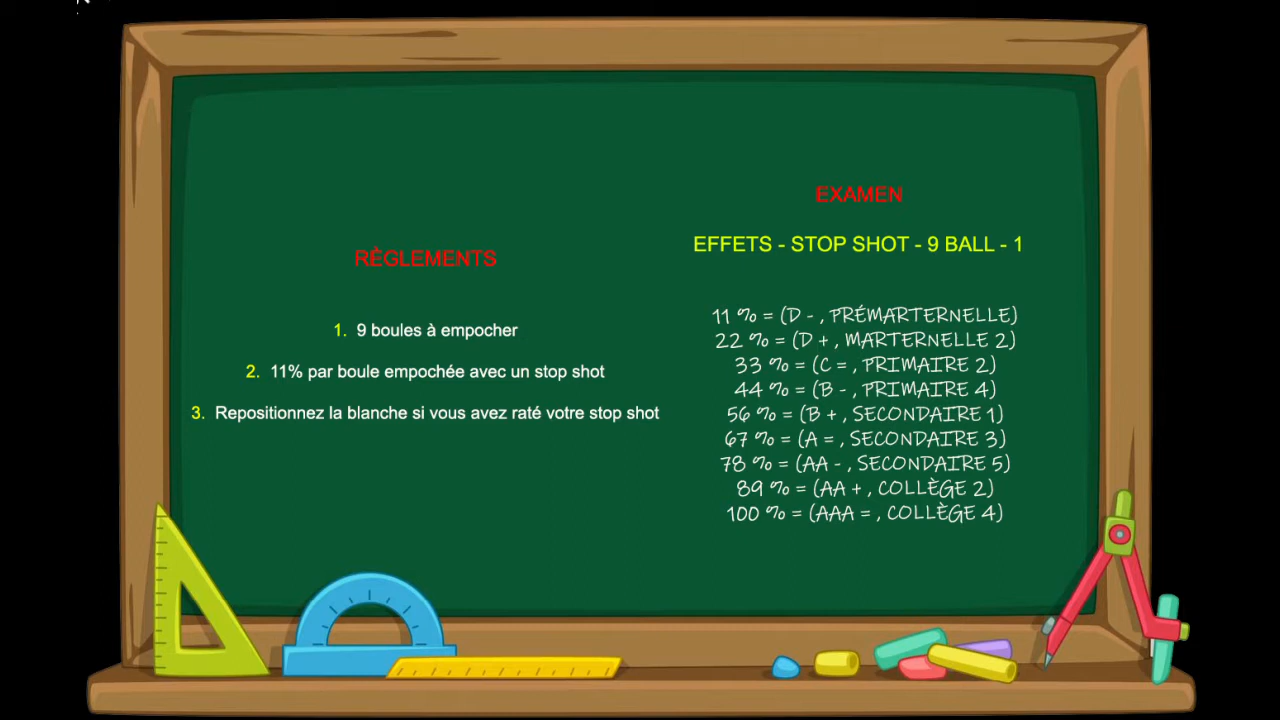 RÈGLEMENTS
1. 9 boules à empocher
2. 11% par boule empochée avec un stop shot
3. Repositionnez la blanche si vous avez raté votre stop shot
EXAMEN
EFFETS - STOP SHOT - 9 BALL - 1
11 % = (D - , PRÉMARTERNELLE)
22 % = (D + , MARTERNELLE 2)
33 % = (C = , PRIMAIRE 2)
44 % = (B - , PRIMAIRE 4)
56 % = (B + , SECONDAIRE 1)
67 % = (A = , SECONDAIRE 3)
78 % = (AA - , SECONDAIRE 5)
89 % = (AA + , COLLÈGE 2)
100 % = (AAA = , COLLÈGE 4)